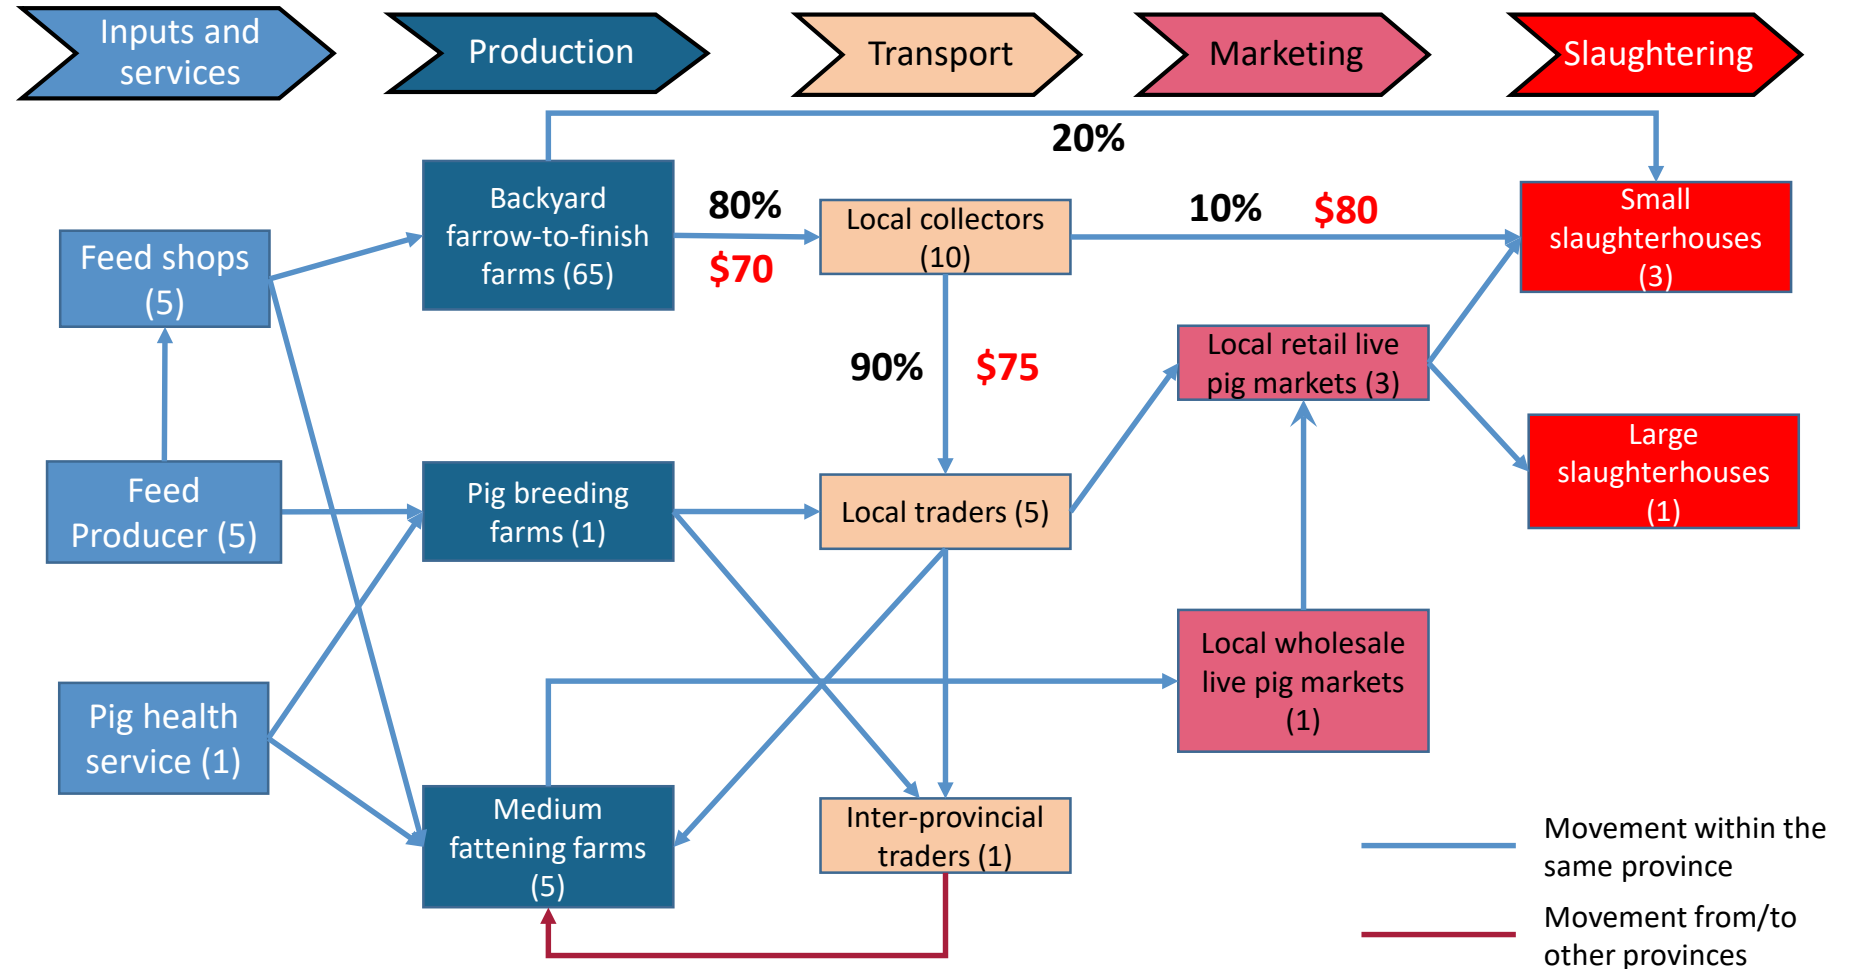 Inputs and
services
Production
Transport
Marketing
Slaughtering
20%
Backyard
farrow-to-finish
farms (65)
80%
$70
Local collectors
(10)
10%
$80
Small
slaughterhouses
(3)
Feed shops
(5)
90%
$75
Local retail live
pig markets (3)
Large
slaughterhouses
(1)
Feed
Producer (5)
Pig breeding
farms (1)
Local traders (5)
Local wholesale
live pig markets
(1)
Pig health
service (1)
Medium
fattening farms
(5)
Inter-provincial
traders (1)
Movement within the
same province
Movement from/to
other provinces